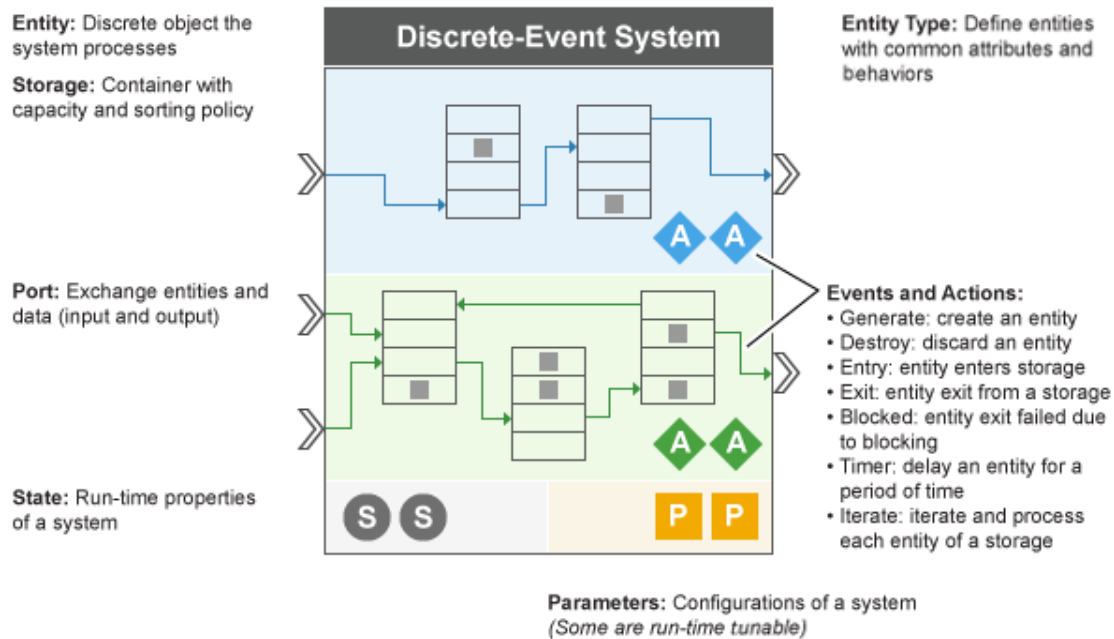 Discrete-Event System
Entity: Discrete object the
system processes
Storage: Container with
capacity and sorting policy
Entity Type: Define entities
with common attributes and
behaviors
A A
Port: Exchange entities and
data (input and output)
Events and Actions:
• Generate: create an entity
• Destroy: discard an entity
• Entry: entity enters storage
• Exit: entity exit from a storage
• Blocked: entity exit failed due
to blocking
• Timer: delay an entity for a
period of time
• Iterate: iterate and process
each entity of a storage
A A
State: Run-time properties
of a system
S S
P P
Parameters: Configurations of a system
(Some are run-time tunable)